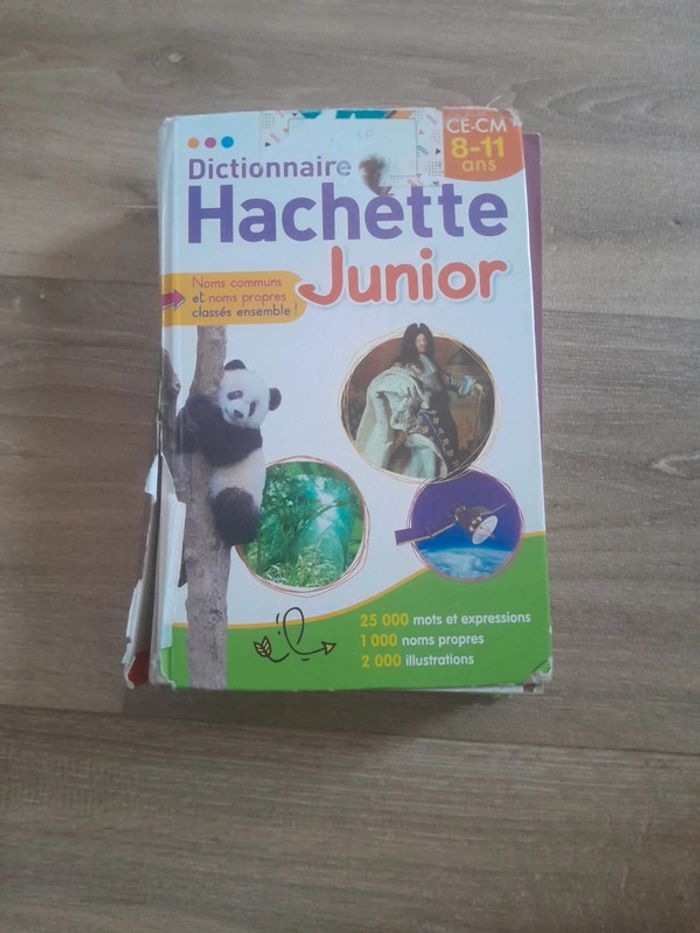 Dictionnaire
Hachette
Junior
CE-CM
8-11
ans
Noms communs
et noms propres
classés ensemble !
25 000 mots et expressions
1 000 noms propres
2 000 illustrations